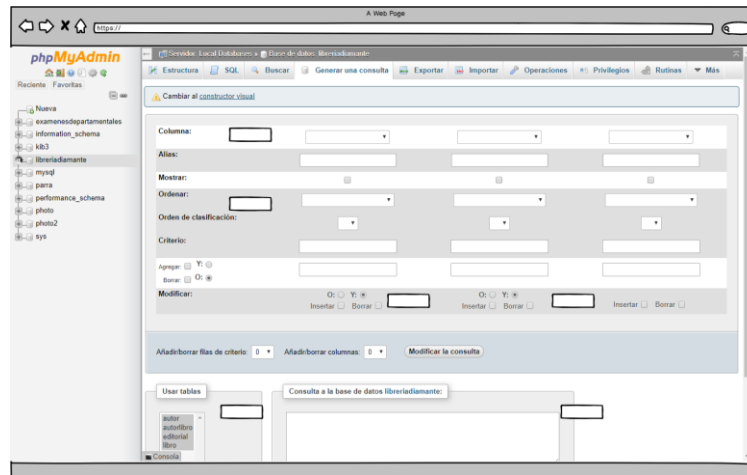 A Web Page
https://
phpMyAdmin
Reciente Favoritas
Nueva
examenesdepartamentales
information_schema
kib3
libreriadiamante
mysql
parra
performance_schema
photo
photo2
sys
Servidor: Local Databases » Base de datos: libreriadiamante
Estructura SQL Buscar Generar una consulta Exportar Importar Operaciones Privilegios Rutinas Más
Cambiar al constructor visual
Columna:
Alias:
Mostrar:
Ordenar:
Orden de clasificación:
Criterio:
Agregar: Y:
Borrar: O:
Modificar: O: Y: O: Y:
Insertar Borrar Insertar Borrar Insertar Borrar
Añadir/borrar filas de criterio: 0 Añadir/borrar columnas: 0 Modificar la consulta
Usar tablas Consulta a la base de datos libreriadiamante:
autor
autorlibro
editorial
libro
Consola